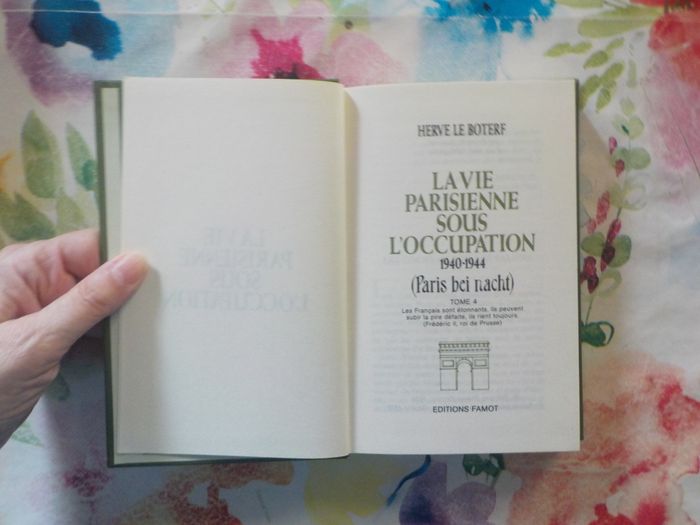 HERVE LE BOTERF
LA VIE
PARISIENNE
SOUS
L'OCCUPATION
1940-1944
(Paris bei nacht)
TOME 4
Les Français sont étonnants, ils peuvent
subir la pire défaite, ils rient toujours.
(Frédéric II, roi de Prusse)
EDITIONS FAMOT